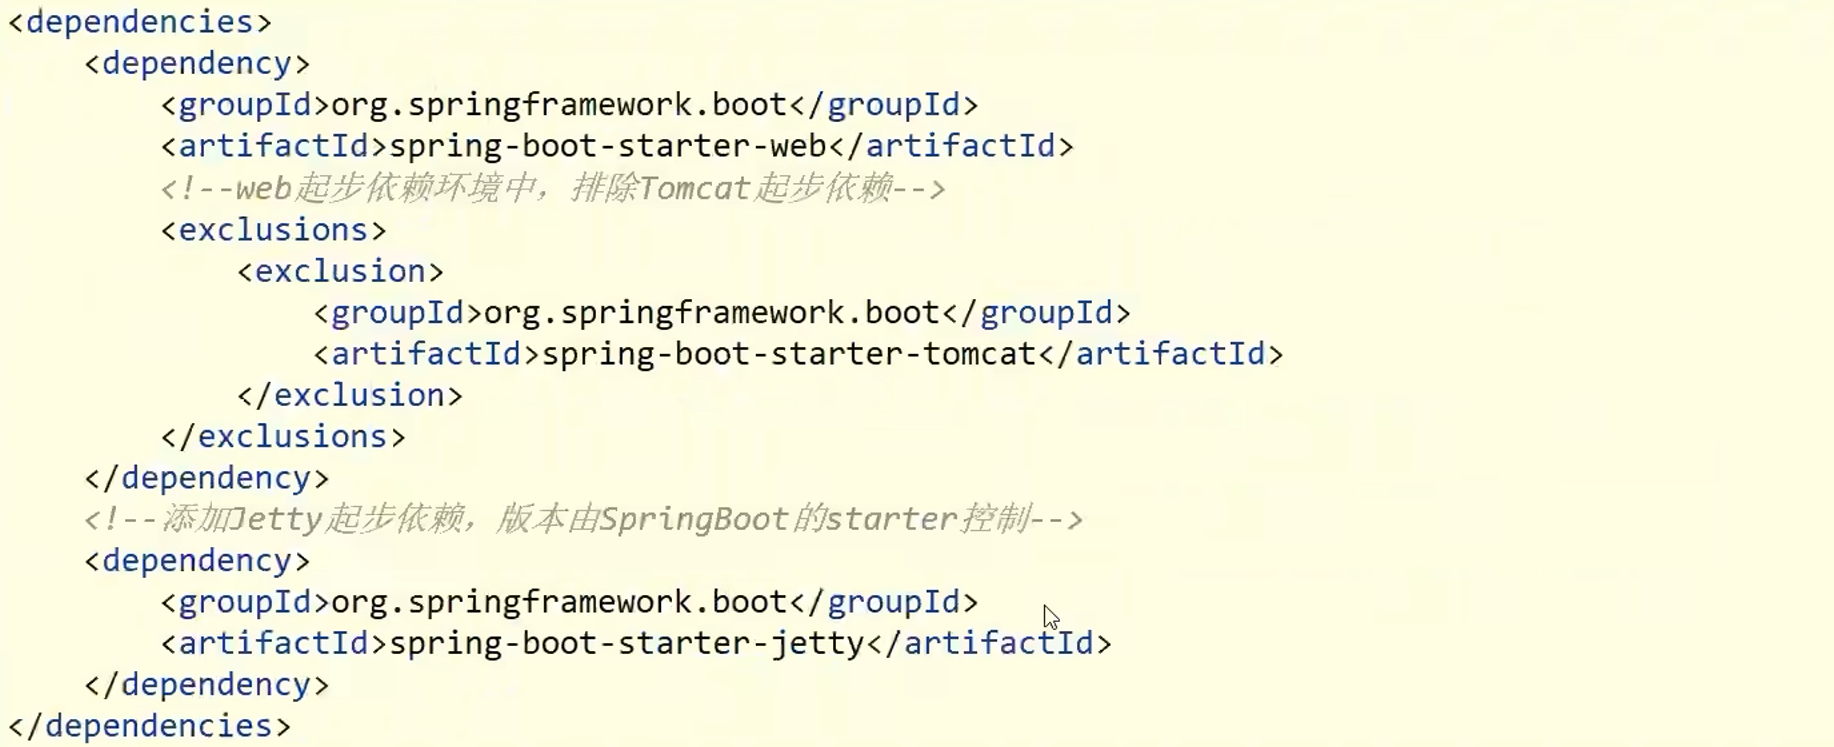 <dependencies>
    <dependency>
        <groupId>org.springframework.boot</groupId>
        <artifactId>spring-boot-starter-web</artifactId>
        <!--web起步依赖环境中，排除Tomcat起步依赖-->
        <exclusions>
            <exclusion>
                <groupId>org.springframework.boot</groupId>
                <artifactId>spring-boot-starter-tomcat</artifactId>
            </exclusion>
        </exclusions>
    </dependency>
    <!--添加Jetty起步依赖，版本由SpringBoot的starter控制-->
    <dependency>
        <groupId>org.springframework.boot</groupId>
        <artifactId>spring-boot-starter-jetty</artifactId>
    </dependency>
</dependencies>